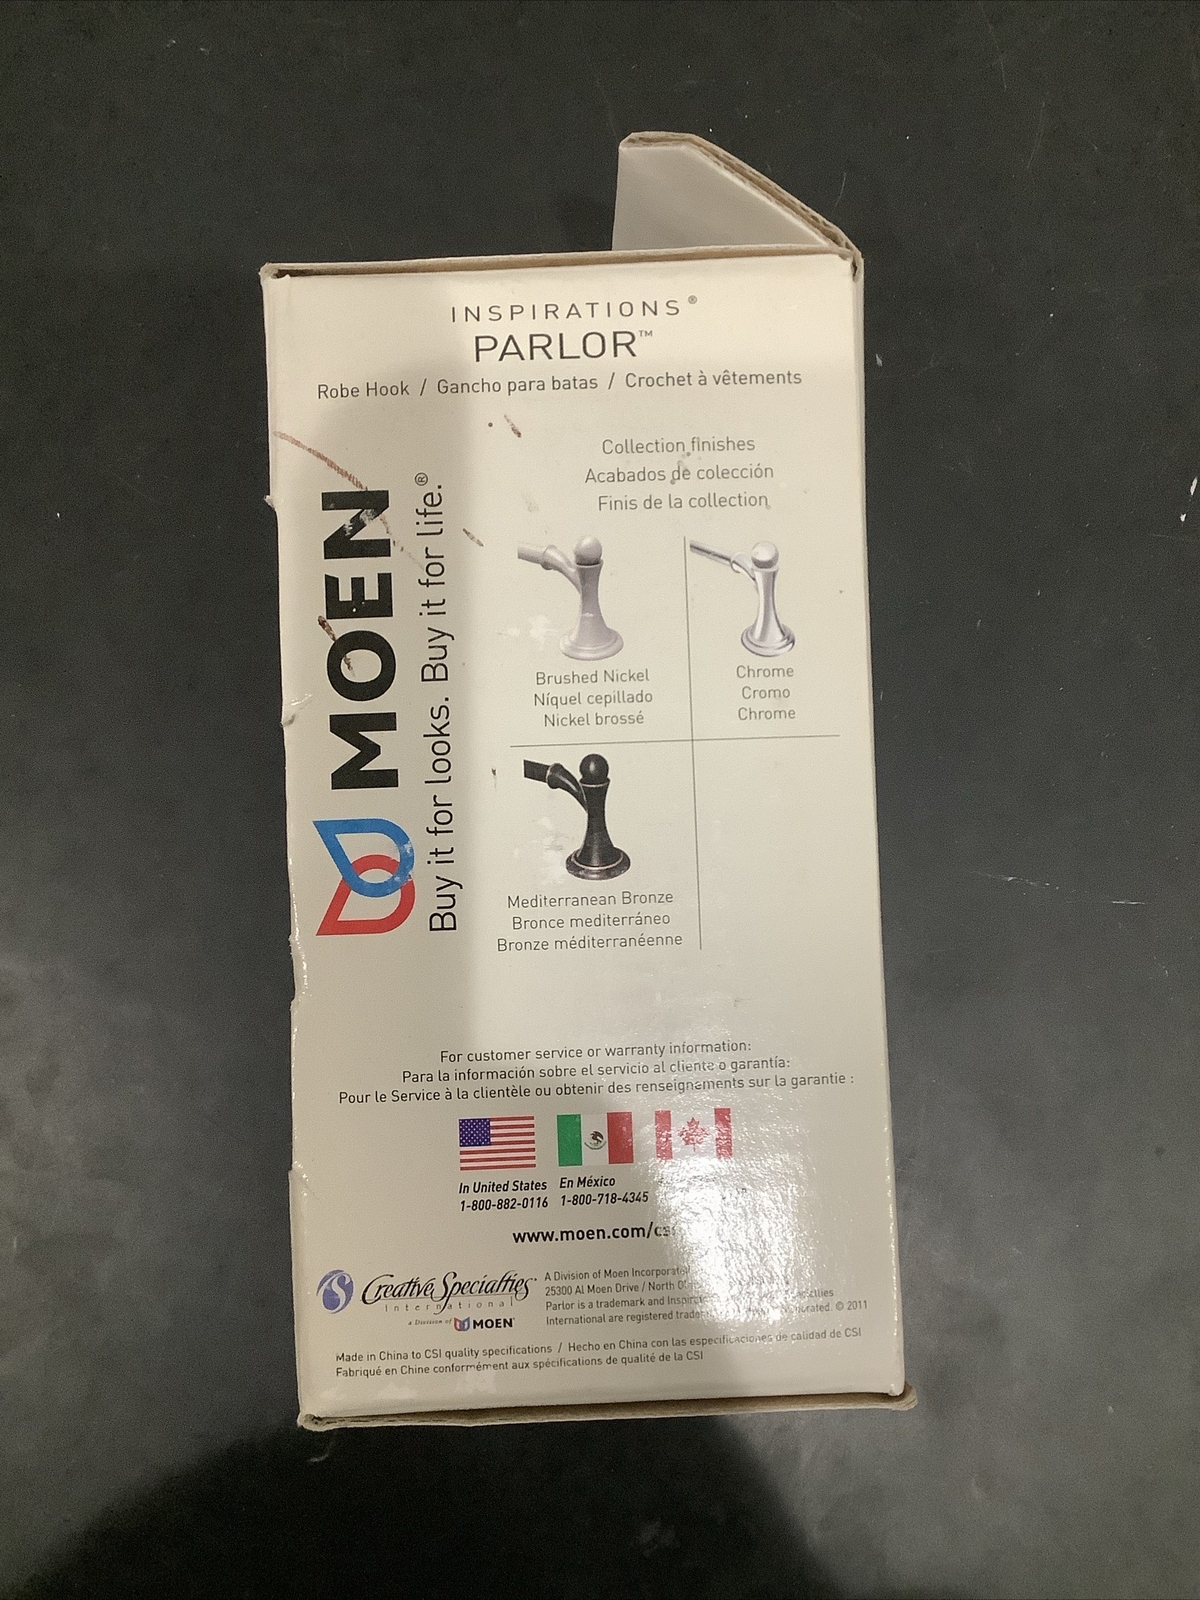 INSPIRATIONS®
PARLOR™
Robe Hook / Gancho para batas / Crochet à vêtements
MOEN
Buy it for looks. Buy it for life.®
Collection finishes
Acabados de colección
Finis de la collection
Brushed Nickel
Níquel cepillado
Nickel brossé
Chrome
Cromo
Chrome
Mediterranean Bronze
Bronce mediterráneo
Bronze méditerranéenne
For customer service or warranty information:
Para la información sobre el servicio al cliente o garantía:
Pour le Service à la clientèle ou obtenir des renseignements sur la garantie :
In United States
1-800-882-0116
En México
1-800-718-4345
www.moen.com/
Creative Specialties
International
a Division of MOEN
A Division of Moen
25300 Al Moen Drive / North
Parlor is a trademark and
International are registered © 2011
Made in China to CSI quality specifications / Hecho en China con las especificaciones de calidad de CSI
Fabriqué en Chine conformément aux spécifications de qualité de la CSI